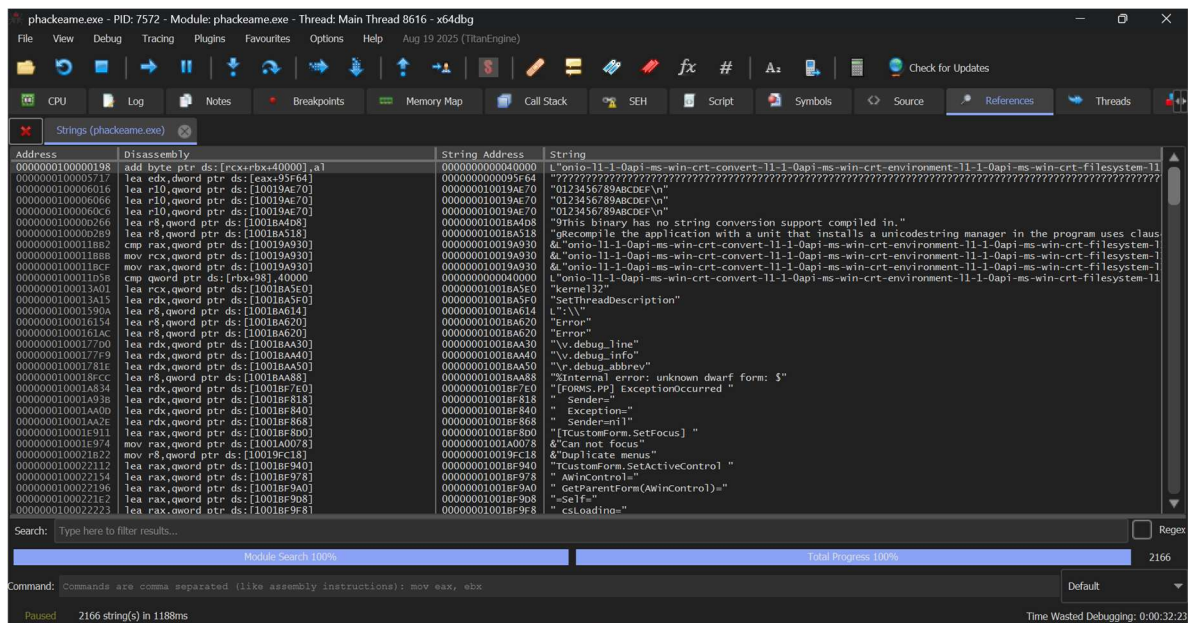 phackeame.exe - PID: 7572 - Module: phackeame.exe - Thread: Main Thread 8616 - x64dbg
File View Debug Tracing Plugins Favourites Options Help Aug 19 2025 (TitanEngine)
$ fx # A₂ Check for Updates
CPU Log Notes Breakpoints Memory Map Call Stack SEH Script Symbols Source References Threads
Strings (phackeame.exe)
Address Disassembly String Address String
0000000100000198 add byte ptr ds:[rcx+rbx+40000],al 0000000000040000 L"onio-l1-1-0api-ms-win-crt-convert-l1-1-0api-ms-win-crt-environment-l1-1-0api-ms-win-crt-filesystem-l1
0000000100005717 lea edx,dword ptr ds:[eax+95F64] 0000000000095F64 "????????????????????????????????????????????????????????????????????????????????????????????????????
0000000100006016 lea r10,qword ptr ds:[10019AE70] 000000010019AE70 "0123456789ABCDEF\n"
0000000100006066 lea r10,qword ptr ds:[10019AE70] 000000010019AE70 "0123456789ABCDEF\n"
00000001000060C6 lea r10,qword ptr ds:[10019AE70] 000000010019AE70 "0123456789ABCDEF\n"
000000010000D266 lea r8,qword ptr ds:[1001BA4D8] 00000001001BA4D8 "9This binary has no string conversion support compiled in."
000000010000D2B9 lea r8,qword ptr ds:[1001BA518] 00000001001BA518 "gRecompile the application with a unit that installs a unicodestring manager in the program uses claus
0000000100011BB2 cmp rax,qword ptr ds:[10019A930] 000000010019A930 &L"onio-l1-1-0api-ms-win-crt-convert-l1-1-0api-ms-win-crt-environment-l1-1-0api-ms-win-crt-filesystem-l
0000000100011BBB mov rcx,qword ptr ds:[10019A930] 000000010019A930 &L"onio-l1-1-0api-ms-win-crt-convert-l1-1-0api-ms-win-crt-environment-l1-1-0api-ms-win-crt-filesystem-l
0000000100011BCF mov rax,qword ptr ds:[10019A930] 000000010019A930 &L"onio-l1-1-0api-ms-win-crt-convert-l1-1-0api-ms-win-crt-environment-l1-1-0api-ms-win-crt-filesystem-l
0000000100011D5B cmp qword ptr ds:[rbx+98],40000 0000000000040000 L"onio-l1-1-0api-ms-win-crt-convert-l1-1-0api-ms-win-crt-environment-l1-1-0api-ms-win-crt-filesystem-l1
0000000100013A01 lea rcx,qword ptr ds:[1001BA5E0] 00000001001BA5E0 "kernel32"
0000000100013A15 lea rdx,qword ptr ds:[1001BA5F0] 00000001001BA5F0 "SetThreadDescription"
000000010001590A lea r8,qword ptr ds:[1001BA614] 00000001001BA614 L":\\"
0000000100016154 lea r8,qword ptr ds:[1001BA620] 00000001001BA620 "Error"
00000001000161AC lea r8,qword ptr ds:[1001BA620] 00000001001BA620 "Error"
00000001000177D0 lea rdx,qword ptr ds:[1001BAA30] 00000001001BAA30 "\v.debug_line"
00000001000177F9 lea rdx,qword ptr ds:[1001BAA40] 00000001001BAA40 "\v.debug_info"
000000010001781E lea rdx,qword ptr ds:[1001BAA50] 00000001001BAA50 "\r.debug_abbrev"
0000000100018FCC lea r8,qword ptr ds:[1001BAA88] 00000001001BAA88 "%Internal error: unknown dwarf form: $"
000000010001A834 lea rdx,qword ptr ds:[1001BF7E0] 00000001001BF7E0 "[FORMS.PP] ExceptionOccurred "
000000010001A93B lea rdx,qword ptr ds:[1001BF818] 00000001001BF818 " Sender="
000000010001AA0D lea rdx,qword ptr ds:[1001BF840] 00000001001BF840 " Exception="
000000010001AA2E lea rdx,qword ptr ds:[1001BF868] 00000001001BF868 " Sender=nil"
000000010001E911 lea rdx,qword ptr ds:[1001BF8D0] 00000001001BF8D0 "[TCustomForm.SetFocus] "
000000010001E974 mov rax,qword ptr ds:[1001A0078] 00000001001A0078 &"Can not focus"
0000000100021B22 mov r8,qword ptr ds:[10019FC18] 000000010019FC18 &"Duplicate menus"
0000000100022112 lea rax,qword ptr ds:[1001BF940] 00000001001BF940 "TCustomForm.SetActiveControl "
0000000100022154 lea rax,qword ptr ds:[1001BF978] 00000001001BF978 " AWinControl="
0000000100022196 lea rax,qword ptr ds:[1001BF9A0] 00000001001BF9A0 " GetParentForm(AWinControl)="
00000001000221E2 lea rax,qword ptr ds:[1001BF9D8] 00000001001BF9D8 "=Self="
0000000100022223 lea rax,qword ptr ds:[1001BF9F8] 00000001001BF9F8 " csLoading="
Search: Type here to filter results... Regex
Module Search 100% Total Progress 100% 2166
Command: Commands are comma separated (like assembly instructions): mov eax, ebx Default
Paused 2166 string(s) in 1188ms Time Wasted Debugging: 0:00:32:23